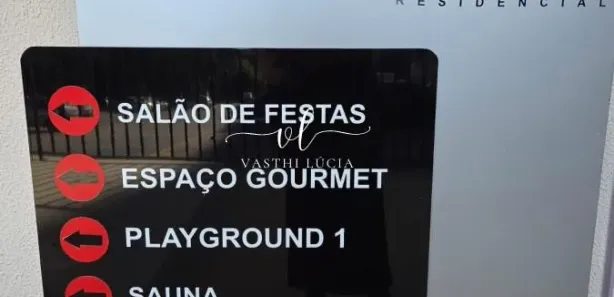 RESIDENCIAL
SALÃO DE FESTAS
vl
VASTHI LÚCIA
ESPAÇO GOURMET
PLAYGROUND 1
SAUNA